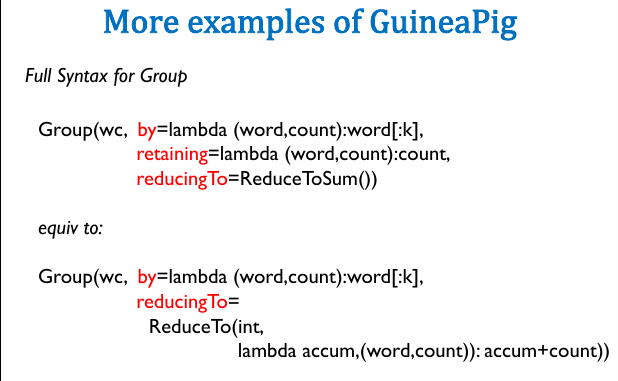 More examples of GuineaPig
Full Syntax for Group
Group(wc, by=lambda (word,count):word[:k],
retaining=lambda (word,count):count,
reducingTo=ReduceToSum())
equiv to:
Group(wc, by=lambda (word,count):word[:k],
reducingTo=
ReduceTo(int,
lambda accum,(word,count)): accum+count))